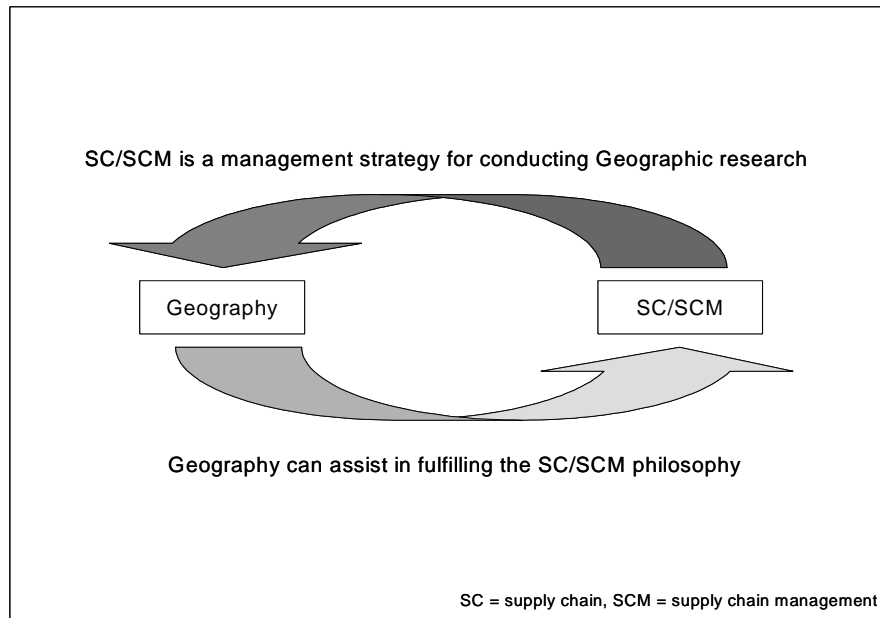 SC/SCM is a management strategy for conducting Geographic research
Geography
SC/SCM
Geography can assist in fulfilling the SC/SCM philosophy
SC = supply chain, SCM = supply chain management